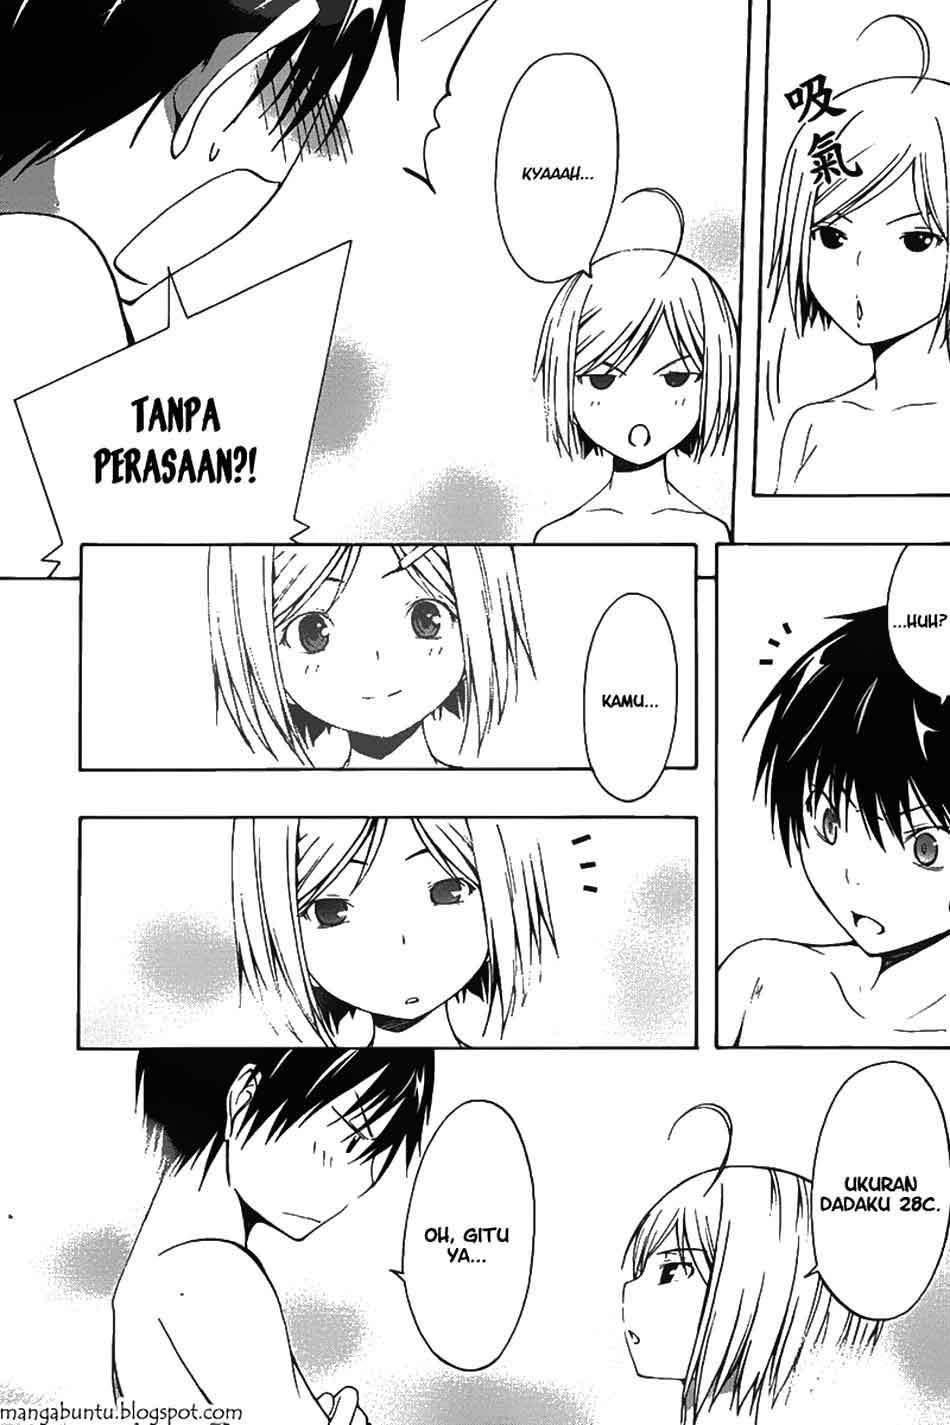 吸氣
KYAAAH...
TANPA
PERASAAN?!
...HUH?
KAMU...
UKURAN
DADAKU 28C.
OH, GITU
YA...
mangabuntu.blogspot.com